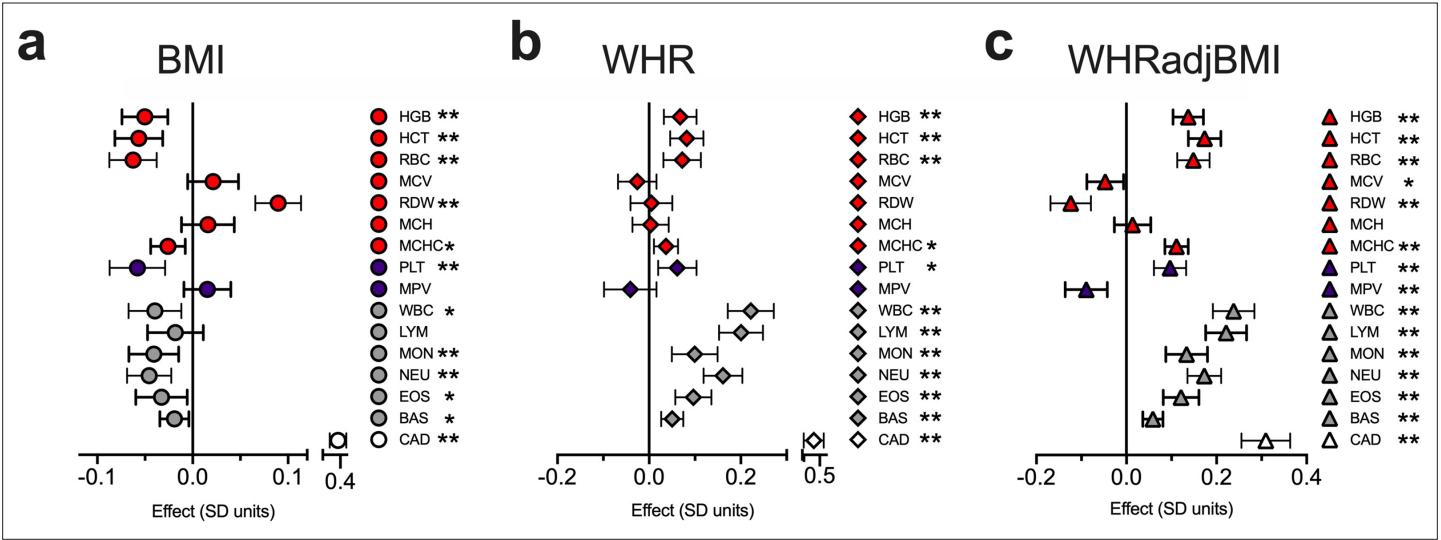 a
BMI
HGB **
HCT **
RBC **
MCV
RDW **
MCH
MCHC *
PLT **
MPV
WBC *
LYM
MON **
NEU **
EOS *
BAS *
CAD **
-0.1 0.0 0.1 0.4
Effect (SD units)
b
WHR
HGB **
HCT **
RBC **
MCV
RDW
MCH
MCHC *
PLT *
MPV
WBC **
LYM **
MON **
NEU **
EOS **
BAS **
CAD **
-0.2 0.0 0.2 0.5
Effect (SD units)
c
WHRadjBMI
HGB **
HCT **
RBC **
MCV *
RDW **
MCH
MCHC **
PLT **
MPV **
WBC **
LYM **
MON **
NEU **
EOS **
BAS **
CAD **
-0.2 0.0 0.2 0.4
Effect (SD units)